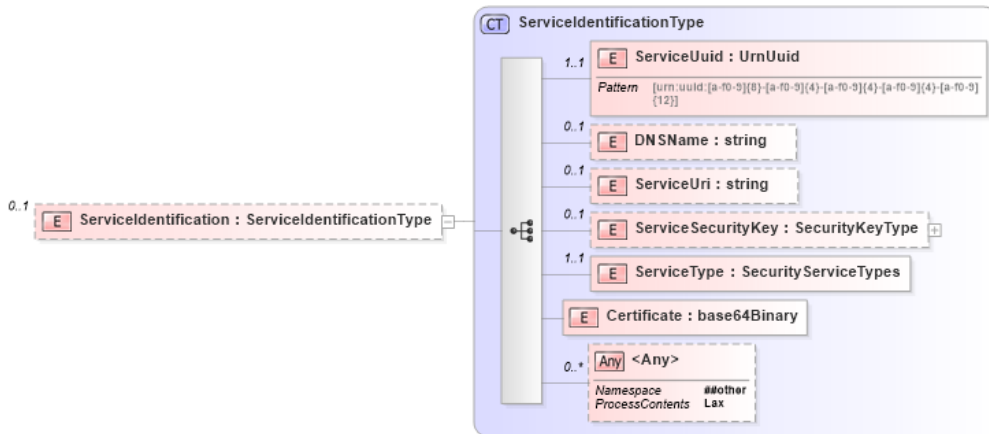 CT ServiceIdentificationType
1..1
E ServiceUuid : UrnUuid
Pattern [urn:uuid:[a-f0-9]{8}-[a-f0-9]{4}-[a-f0-9]{4}-[a-f0-9]{4}-[a-f0-9]
{12}]
0..1
E DNSName : string
0..1
E ServiceUri : string
0..1
E ServiceIdentification : ServiceIdentificationType
0..1
E ServiceSecurityKey : SecurityKeyType
1..1
E ServiceType : SecurityServiceTypes
E Certificate : base64Binary
0..*
Any <Any>
Namespace ##other
ProcessContents Lax